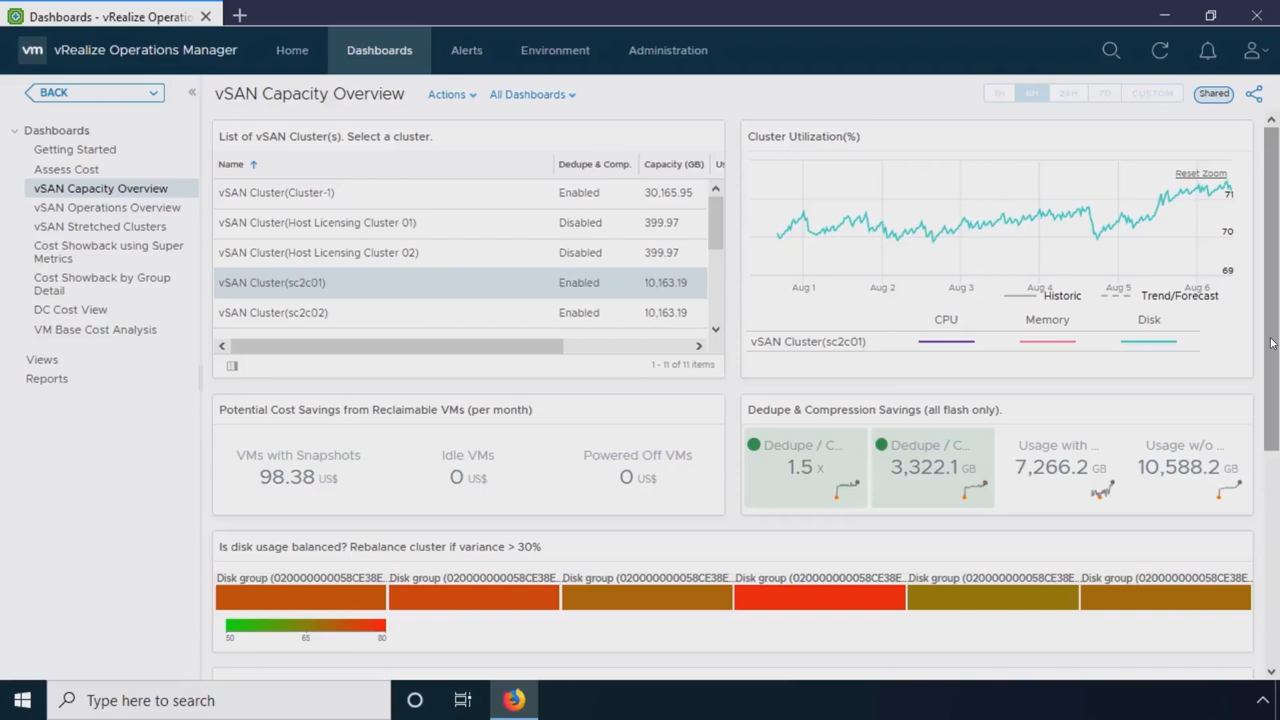 Dashboards - vRealize Operatio
vm vRealize Operations Manager Home Dashboards Alerts Environment Administration
BACK
vSAN Capacity Overview Actions All Dashboards 1H 6H 24H 7D CUSTOM Shared
Dashboards
Getting Started
Assess Cost
vSAN Capacity Overview
vSAN Operations Overview
vSAN Stretched Clusters
Cost Showback using Super
Metrics
Cost Showback by Group
Detail
DC Cost View
VM Base Cost Analysis
Views
Reports
List of vSAN Cluster(s). Select a cluster.
Name Dedupe & Comp. Capacity (GB) Us
vSAN Cluster(Cluster-1) Enabled 30,165.95
vSAN Cluster(Host Licensing Cluster 01) Disabled 399.97
vSAN Cluster(Host Licensing Cluster 02) Disabled 399.97
vSAN Cluster(sc2c01) Enabled 10,163.19
vSAN Cluster(sc2c02) Enabled 10,163.19
1 - 11 of 11 items
Cluster Utilization(%)
Reset Zoom
71
70
69
Aug 1 Aug 2 Aug 3 Aug 4 Aug 5 Aug 6
Historic Trend/Forecast
CPU Memory Disk
vSAN Cluster(sc2c01)
Potential Cost Savings from Reclaimable VMs (per month)
VMs with Snapshots Idle VMs Powered Off VMs
98.38 US$ 0 US$ 0 US$
Dedupe & Compression Savings (all flash only).
Dedupe / C... Dedupe / C... Usage with ... Usage w/o ...
1.5 X 3,322.1 GB 7,266.2 GB 10,588.2 GB
Is disk usage balanced? Rebalance cluster if variance > 30%
Disk group (020000000058CE38E... Disk group (020000000058CE38E... Disk group (020000000058CE38E... Disk group (020000000058CE38E... Disk group (020000000058CE38E... Disk group (020000000058CE38E...
50 65 80
Type here to search